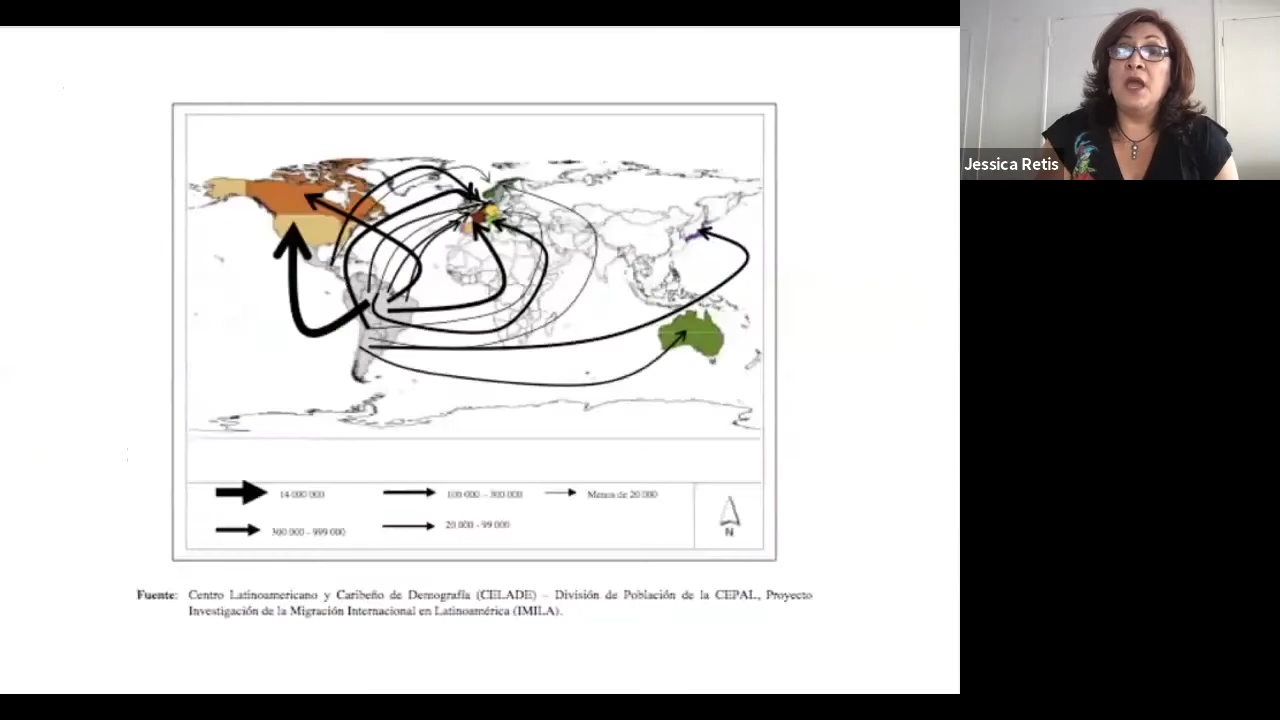 Jessica Retis
14 000 000
100 000 – 300 000
Menos de 20 000
300 000 – 999 000
20 000 - 99 000
N
Fuente: Centro Latinoamericano y Caribeño de Demografía (CELADE) – División de Población de la CEPAL, Proyecto
Investigación de la Migración Internacional en Latinoamérica (IMILA).